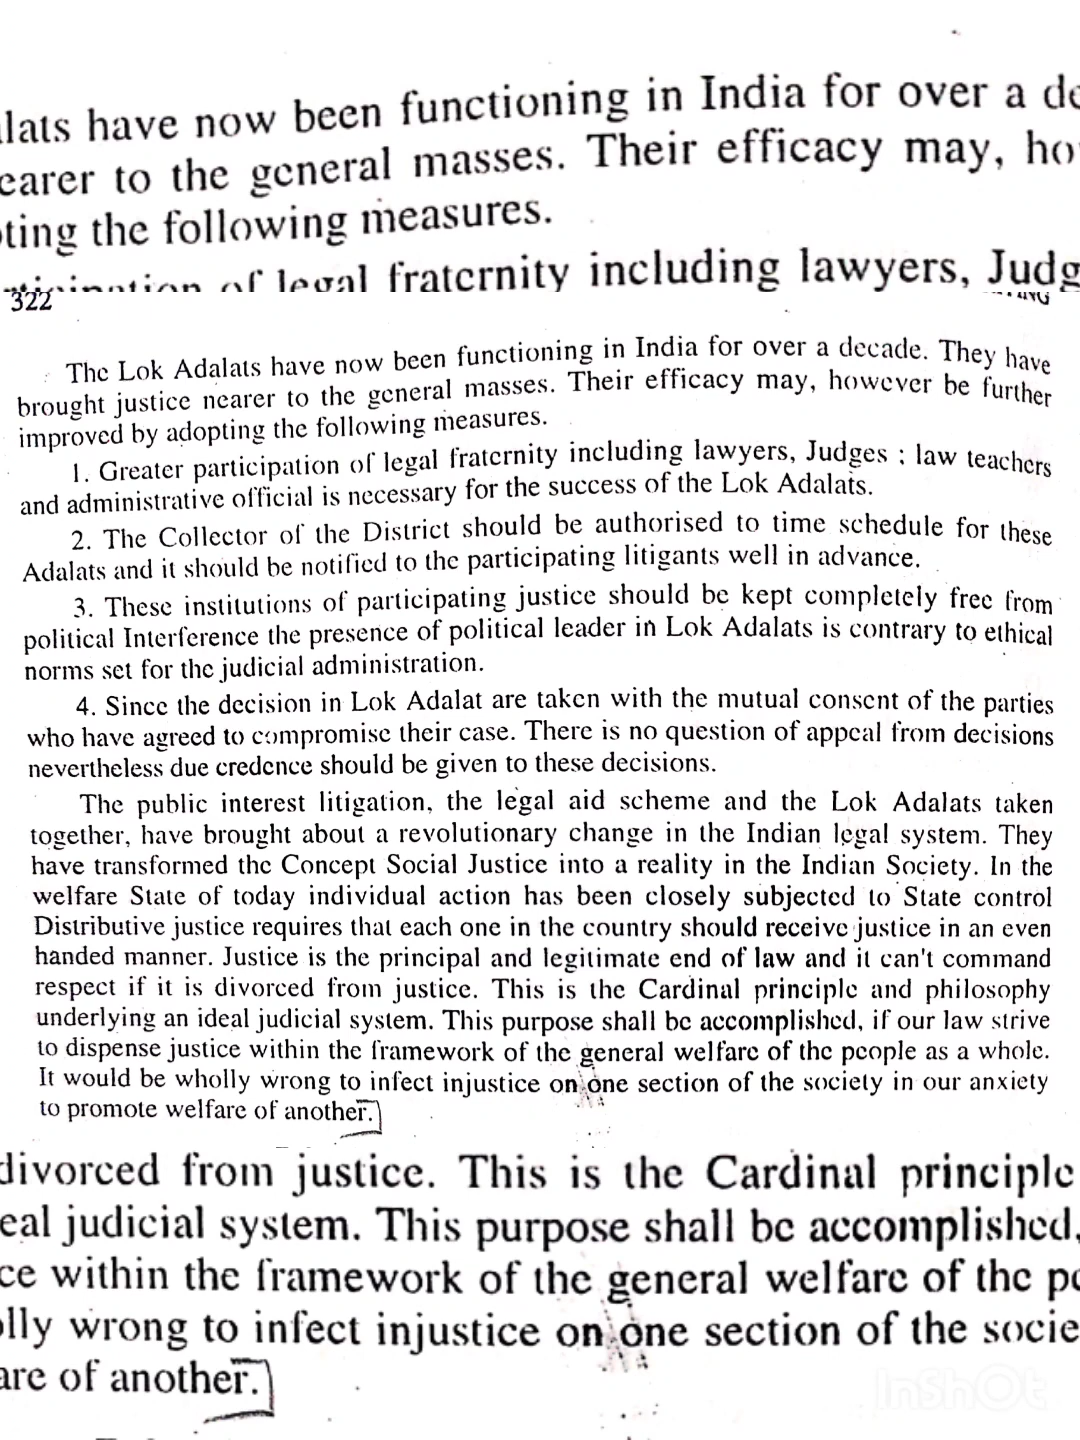 lats have now been functioning in India for over a
earer to the general masses. Their efficacy may,
ting the following measures.
of legal fraternity including lawyers, Judg
322
The Lok Adalats have now been functioning in India for over a decade. They have
brought justice nearer to the general masses. Their efficacy may, however be further
improved by adopting the following measures.
1. Greater participation of legal fraternity including lawyers, Judges : law teachers
and administrative official is necessary for the success of the Lok Adalats.
2. The Collector of the District should be authorised to time schedule for these
Adalats and it should be notified to the participating litigants well in advance.
3. These institutions of participating justice should be kept completely free from
political Interference the presence of political leader in Lok Adalats is contrary to ethical
norms set for the judicial administration.
4. Since the decision in Lok Adalat are taken with the mutual consent of the parties
who have agreed to compromise their case. There is no question of appeal from decisions
nevertheless due credence should be given to these decisions.
The public interest litigation, the legal aid scheme and the Lok Adalats taken
together, have brought about a revolutionary change in the Indian legal system. They
have transformed the Concept Social Justice into a reality in the Indian Society. In the
welfare State of today individual action has been closely subjected to State control
Distributive justice requires that each one in the country should receive justice in an even
handed manner. Justice is the principal and legitimate end of law and it can't command
respect if it is divorced from justice. This is the Cardinal principle and philosophy
underlying an ideal judicial system. This purpose shall be accomplished, if our law strive
to dispense justice within the framework of the general welfare of the people as a whole.
It would be wholly wrong to infect injustice on one section of the society in our anxiety
to promote welfare of another.
divorced from justice. This is the Cardinal principle
eal judicial system. This purpose shall be accomplished,
ce within the framework of the general welfare of the
lly wrong to infect injustice on one section of the socie
are of another.
InShOt